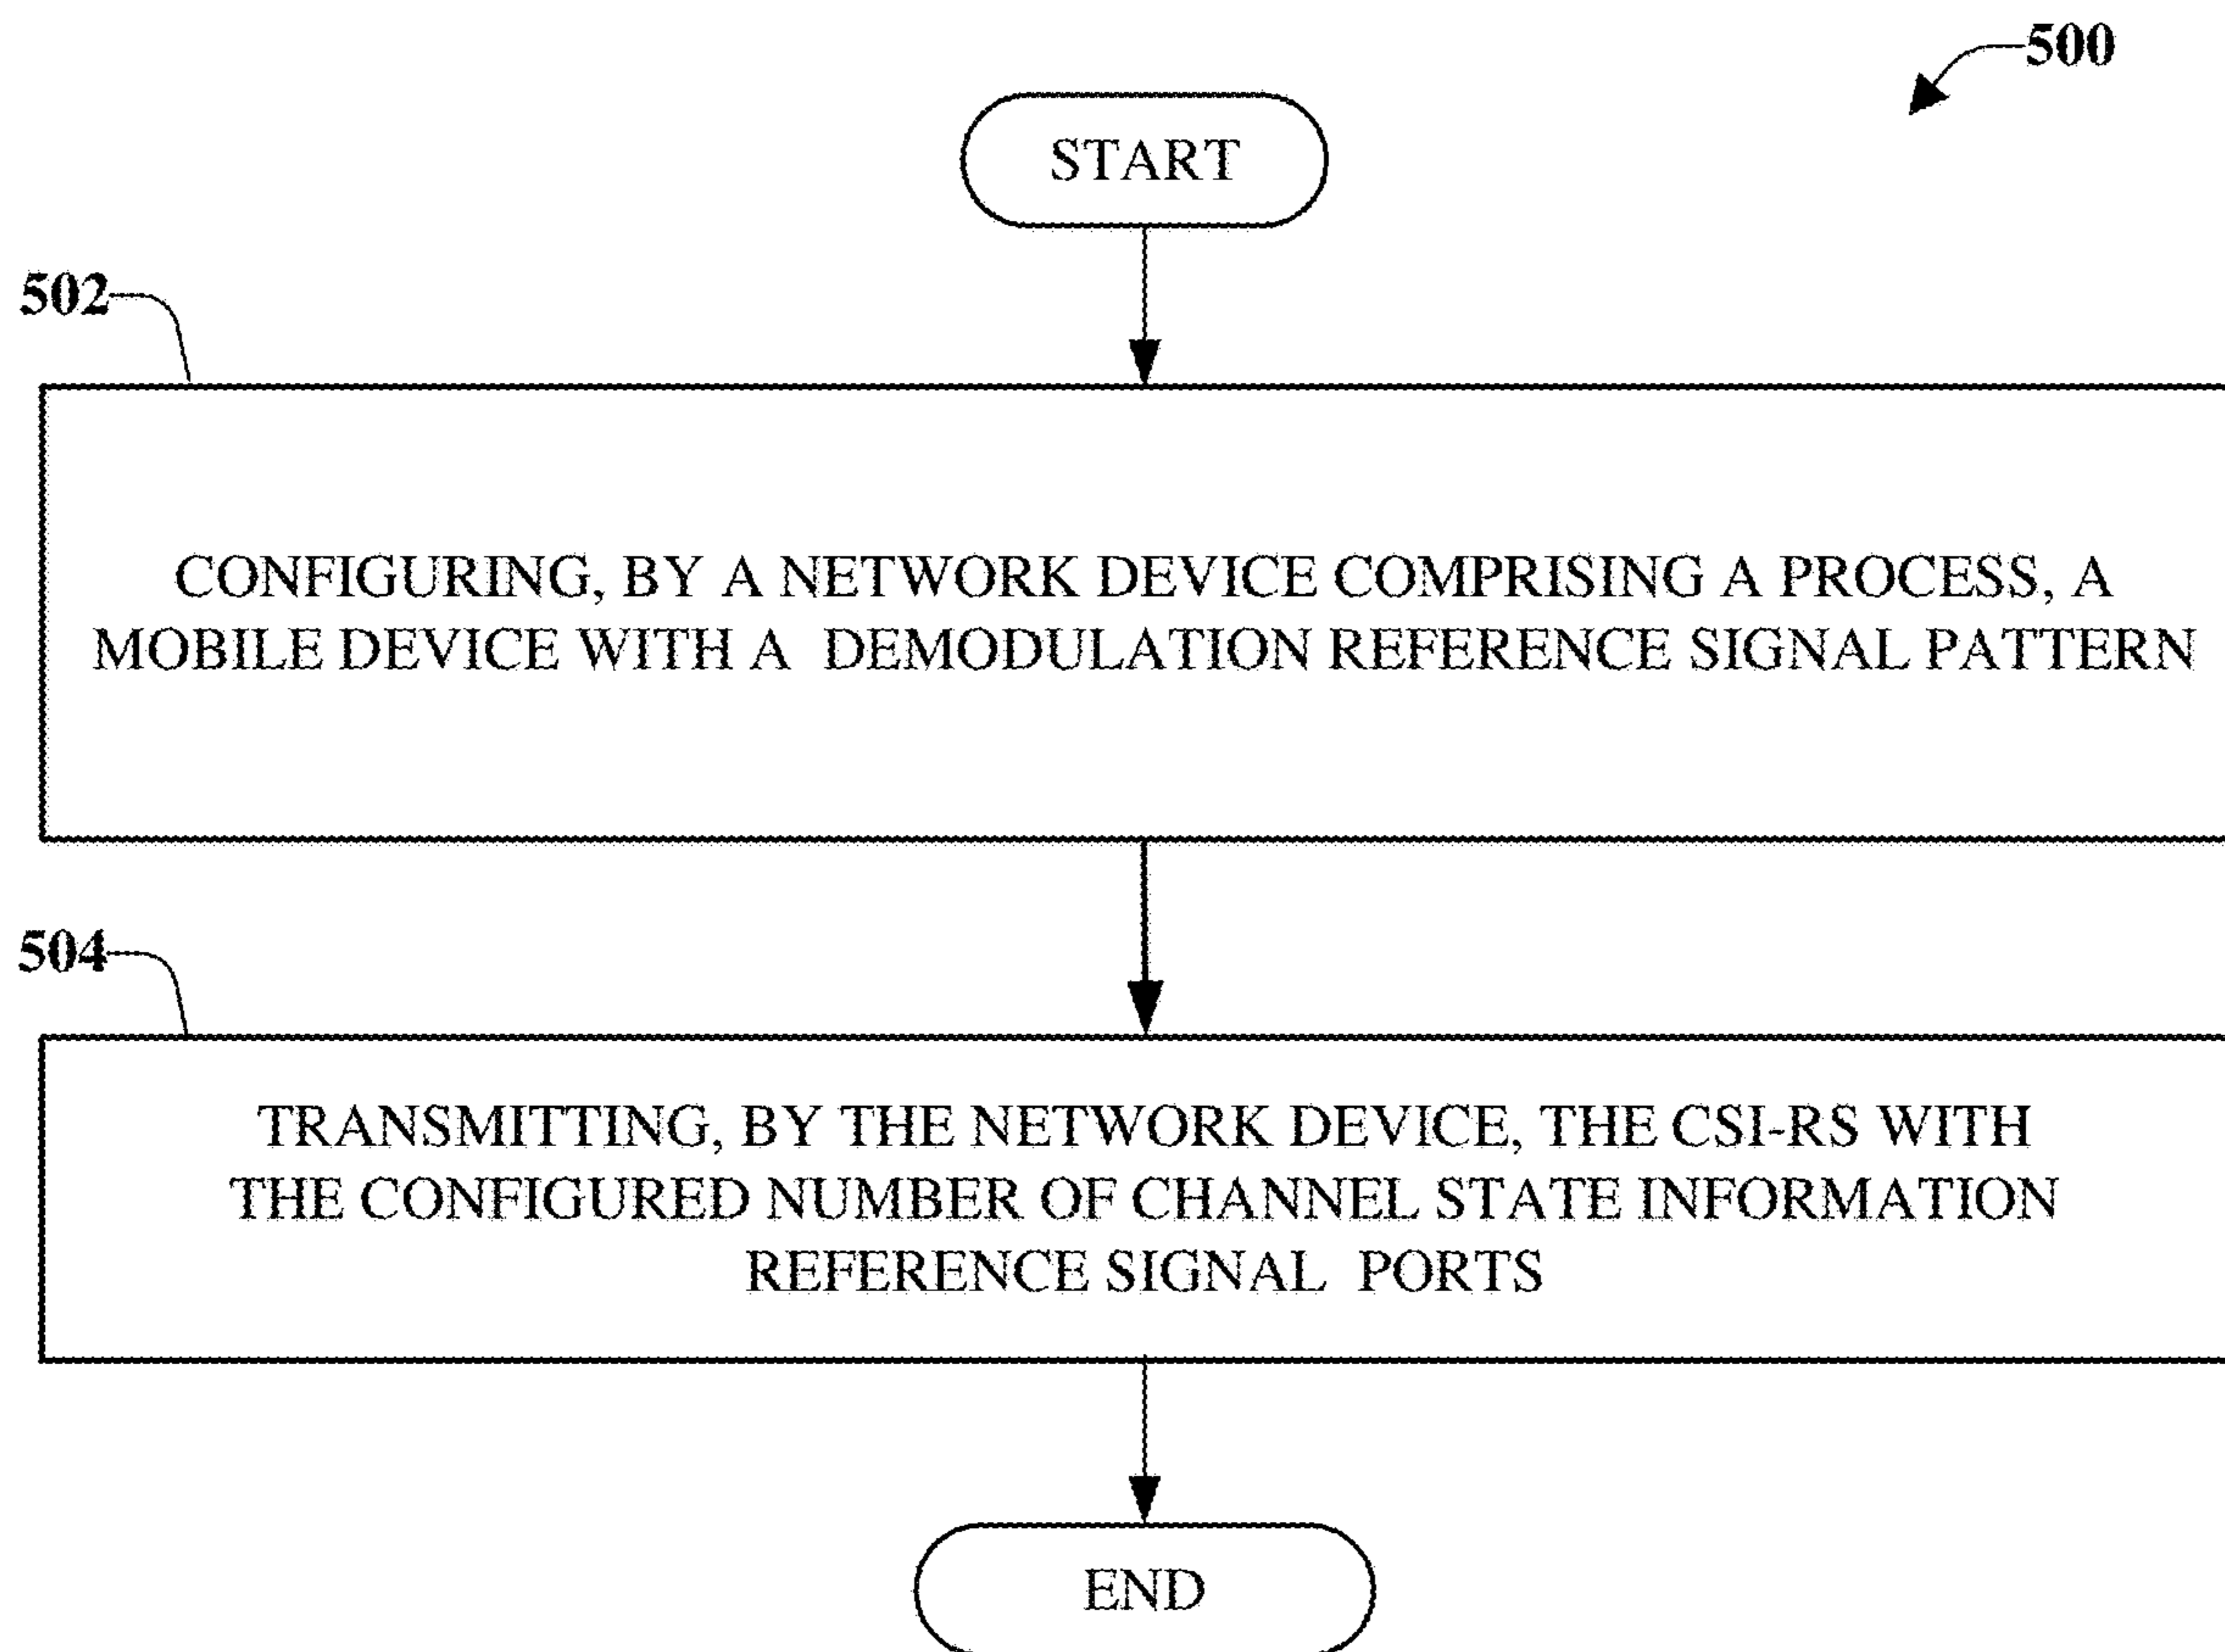 500
START
502
CONFIGURING, BY A NETWORK DEVICE COMPRISING A PROCESS, A
MOBILE DEVICE WITH A DEMODULATION REFERENCE SIGNAL PATTERN
504
TRANSMITTING, BY THE NETWORK DEVICE, THE CSI-RS WITH
THE CONFIGURED NUMBER OF CHANNEL STATE INFORMATION
REFERENCE SIGNAL PORTS
END